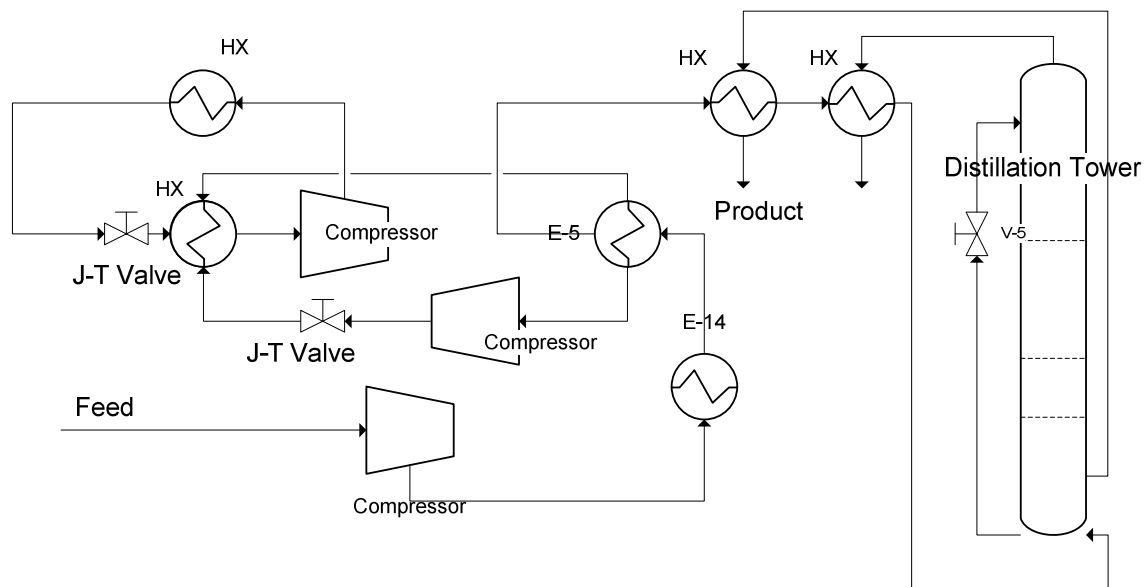 HX
HX
HX
HX
Distillation Tower
Product
Compressor
E-5
V-5
J-T Valve
E-14
Compressor
J-T Valve
Feed
Compressor